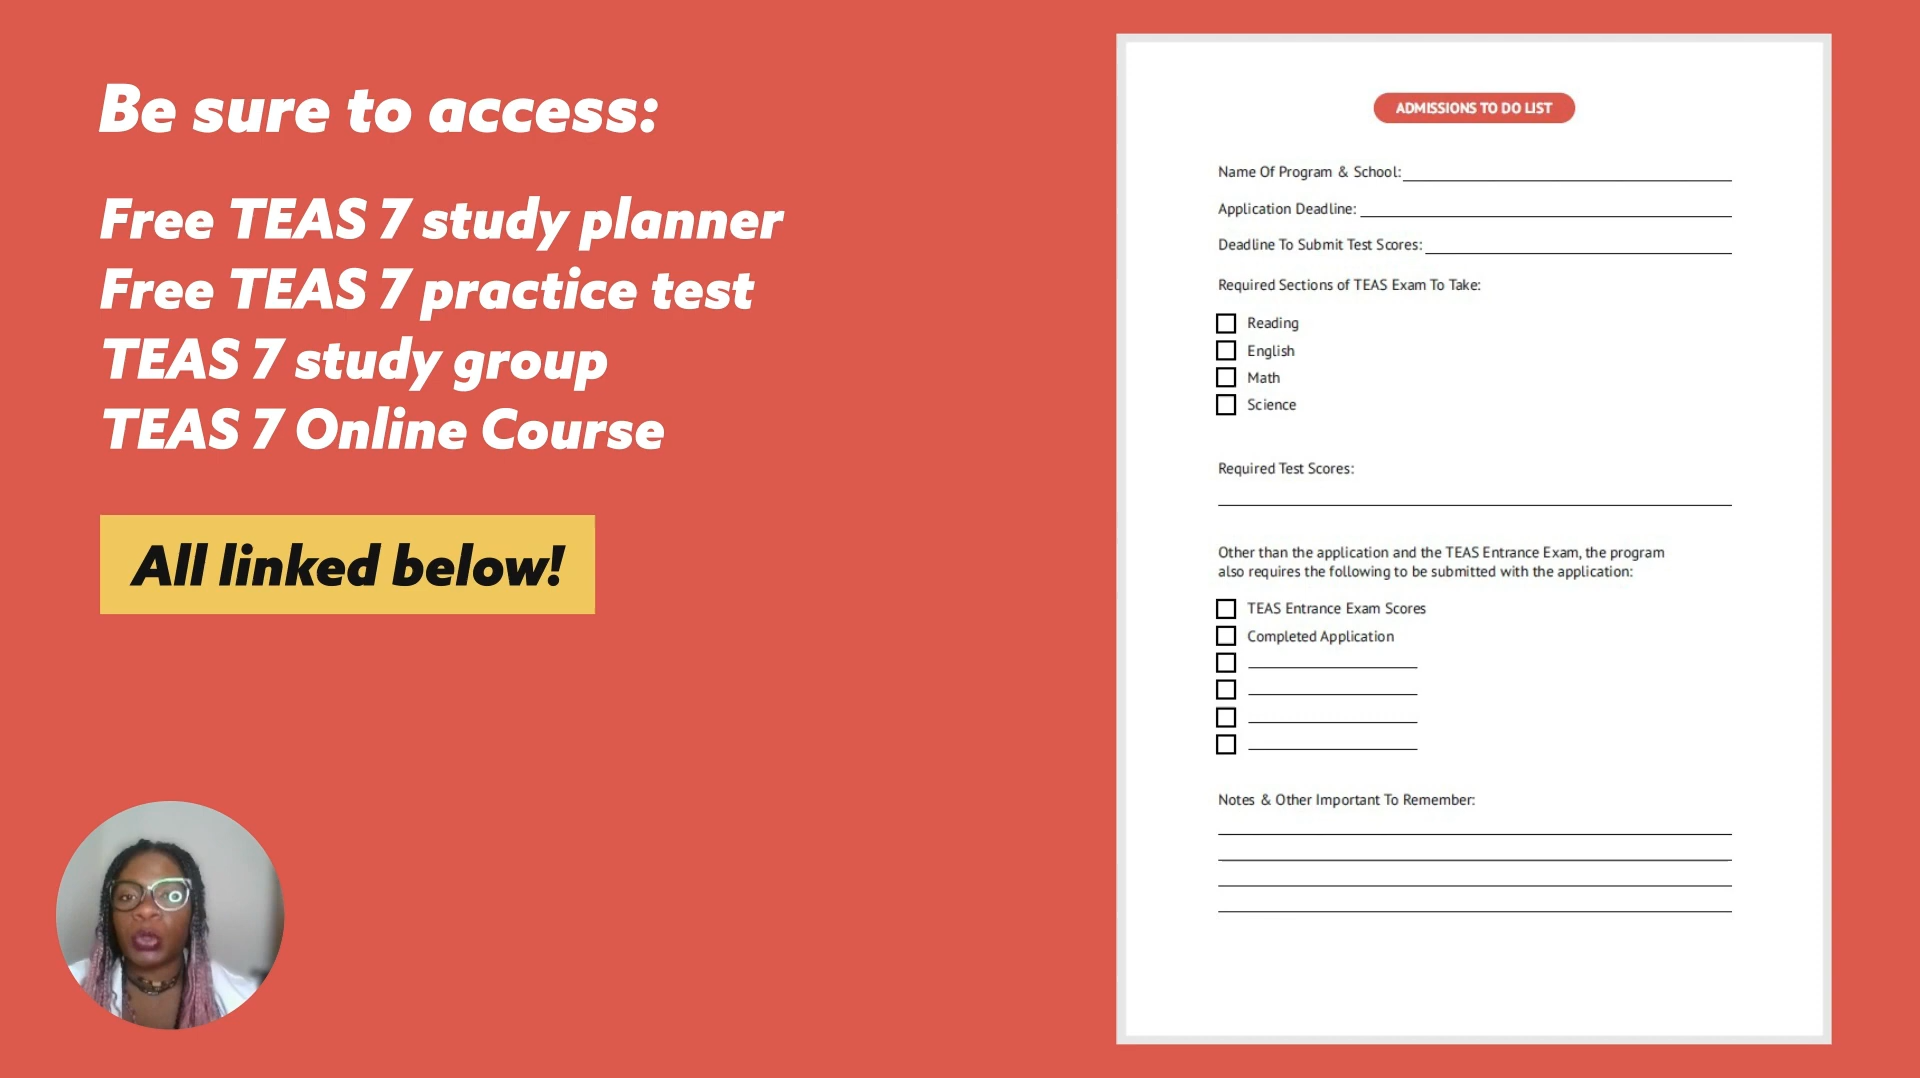 Be sure to access:
Free TEAS 7 study planner
Free TEAS 7 practice test
TEAS 7 study group
TEAS 7 Online Course
All linked below!
ADMISSIONS TO DO LIST
Name Of Program & School:
Application Deadline:
Deadline To Submit Test Scores:
Required Sections of TEAS Exam To Take:
Reading
English
Math
Science
Required Test Scores:
Other than the application and the TEAS Entrance Exam, the program
also requires the following to be submitted with the application:
TEAS Entrance Exam Scores
Completed Application
Notes & Other Important To Remember: